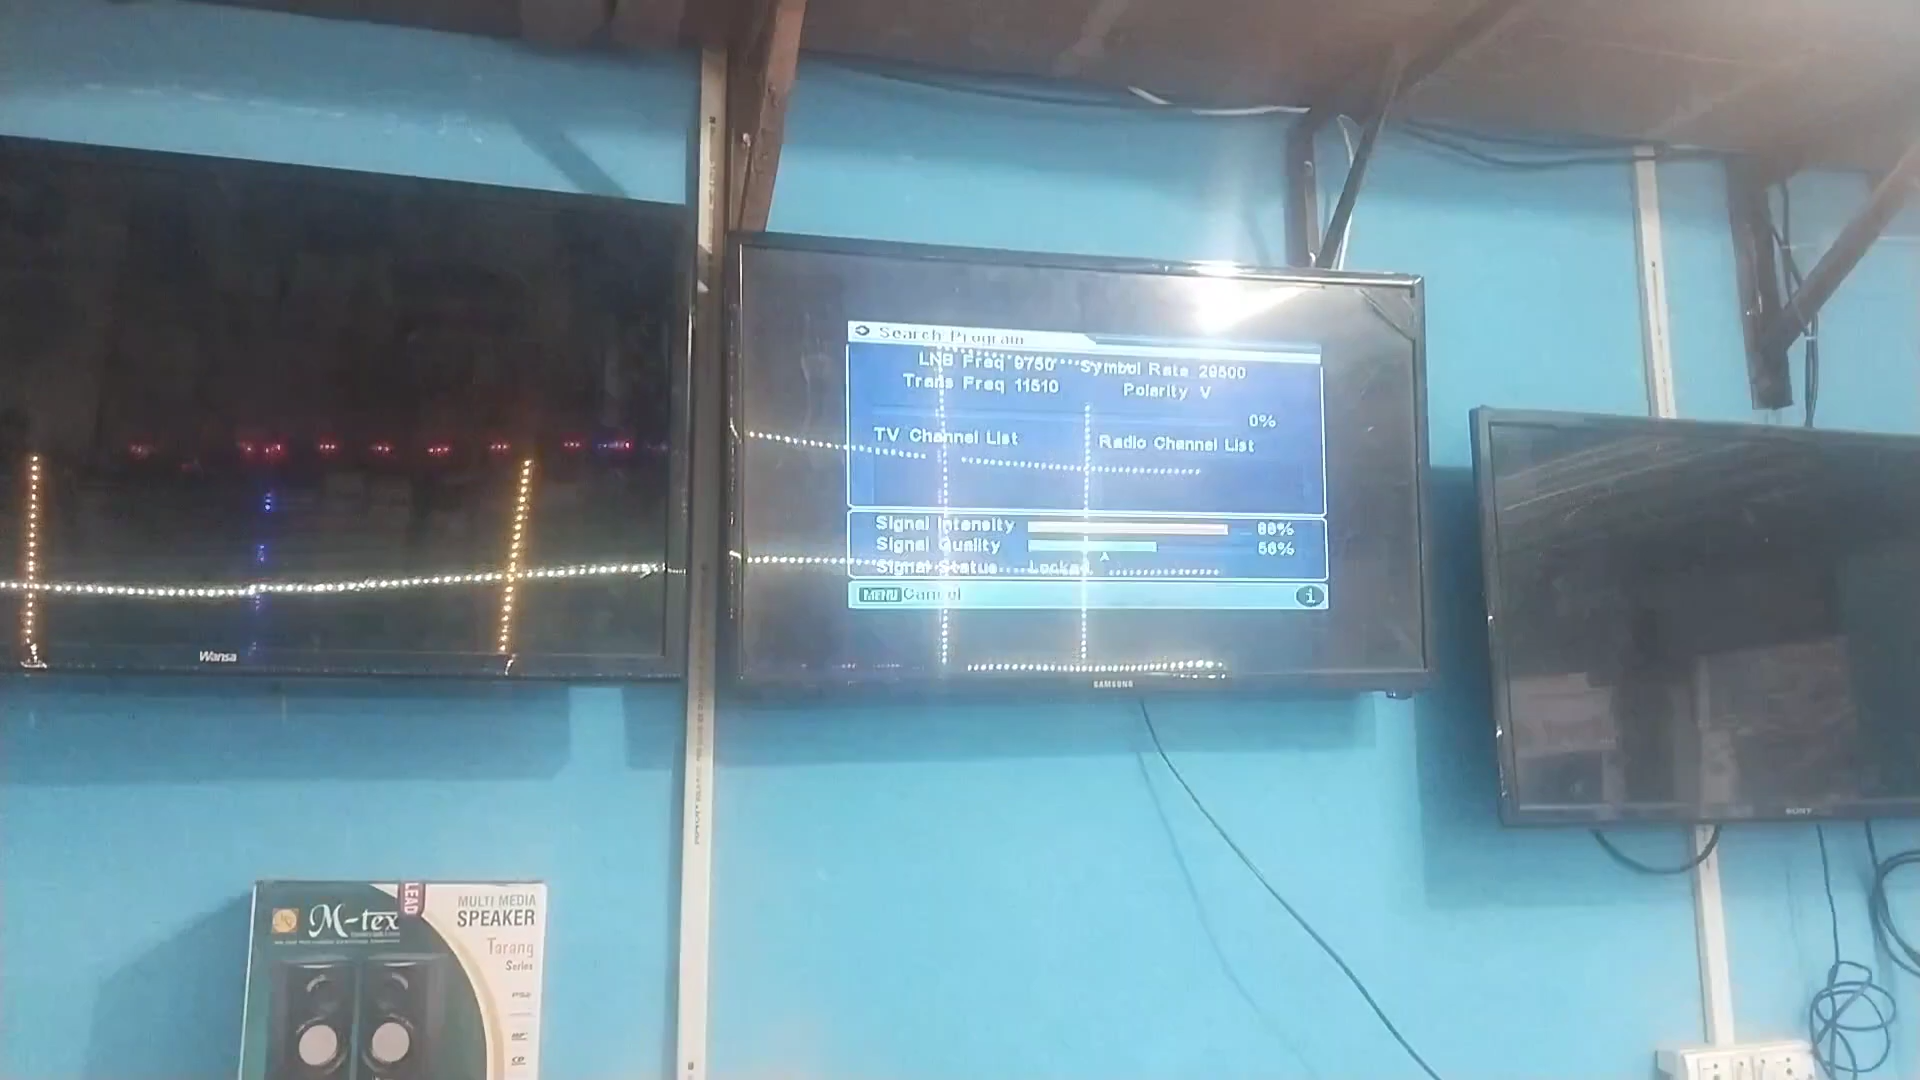 Search Program
LNB Freq 9750
Symbol Rate 29500
Trans Freq 11510
Polarity V
0%
TV Channel List
Radio Channel List
Signal Intensity 88%
Signal Quality 56%
Signal Status Locked
MENU Cancel
i
Wansa
SAMSUNG
SONY
LEAD
M-tex
MULTI MEDIA
SPEAKER
Tarang
Series